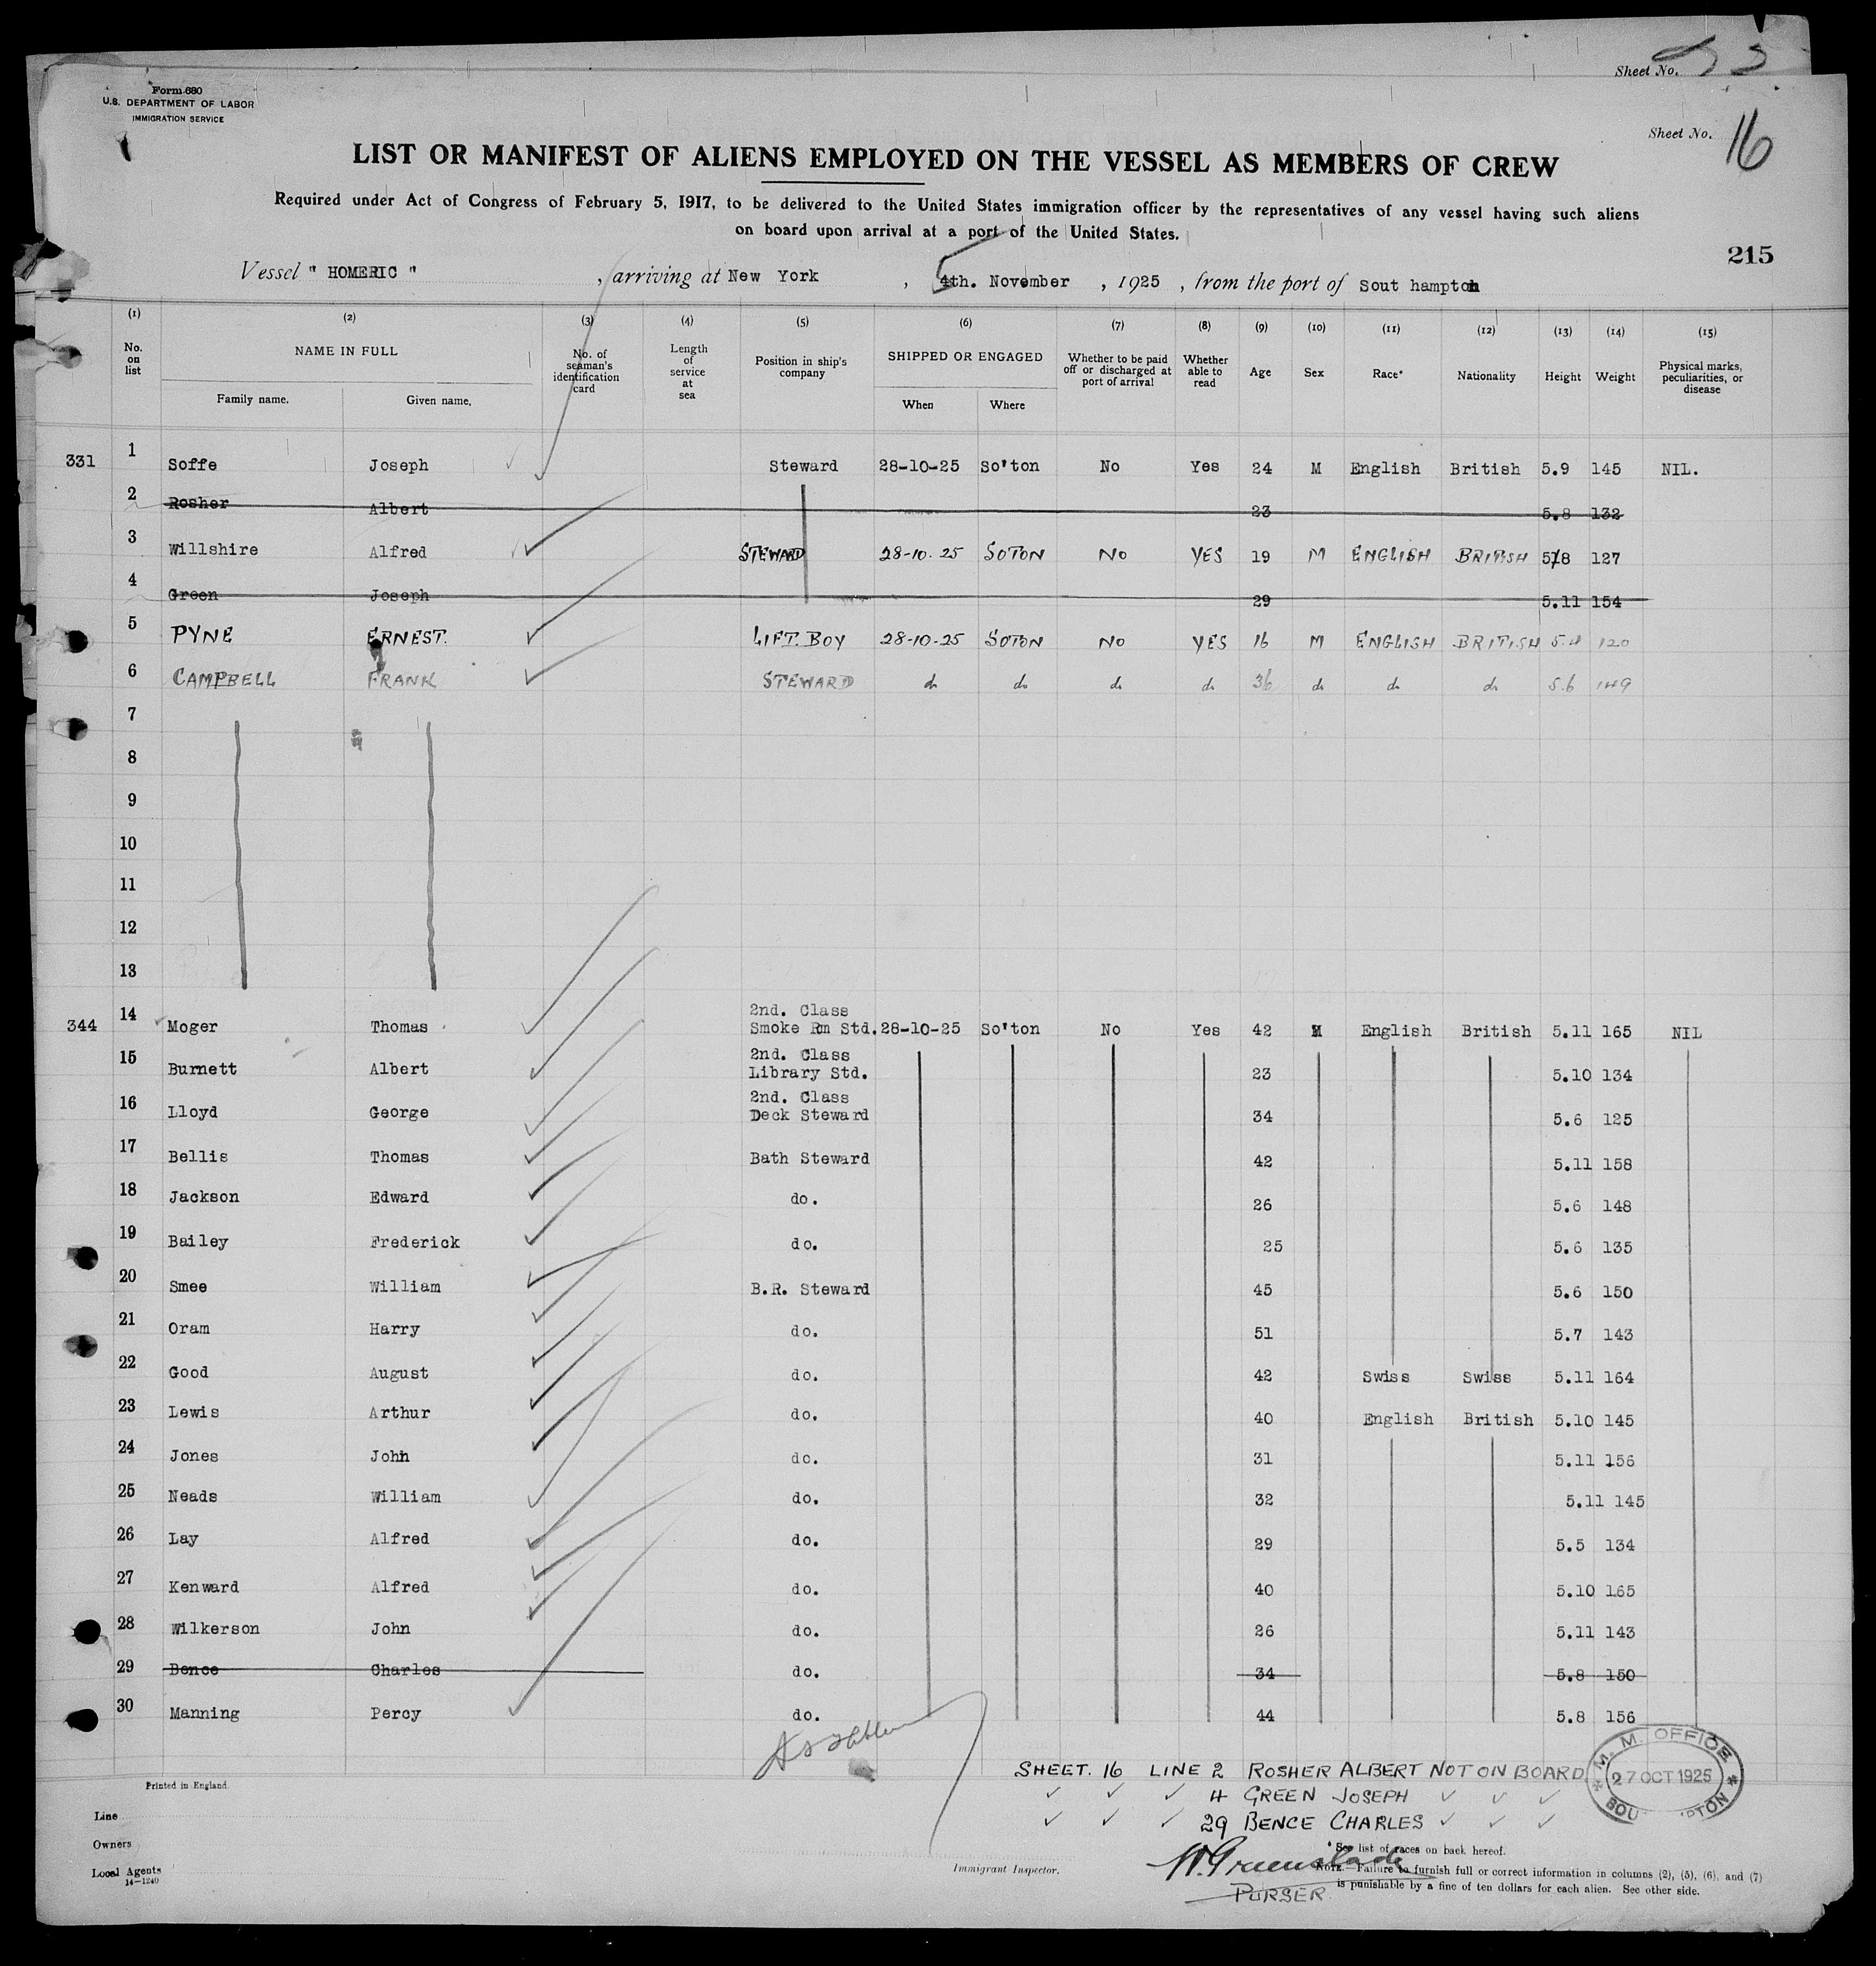 Sheet No.
Form 680
U.S. DEPARTMENT OF LABOR
IMMIGRATION SERVICE
Sheet No. 16
LIST OR MANIFEST OF ALIENS EMPLOYED ON THE VESSEL AS MEMBERS OF CREW
Required under Act of Congress of February 5, 1917, to be delivered to the United States immigration officer by the representatives of any vessel having such aliens
on board upon arrival at a port of the United States.
215
Vessel " HOMERIC " , arriving at New York , 5 4th. November , 1925 , from the port of Sout hampton
(1) (2) (3) (4) (5) (6) (7) (8) (9) (10) (11) (12) (13) (14) (15)
No. on list NAME IN FULL Family name. Given name. No. of seaman's identification card Length of service at sea Position in ship's company SHIPPED OR ENGAGED When Where Whether to be paid off or discharged at port of arrival Whether able to read Age Sex Race* Nationality Height Weight Physical marks, peculiarities, or disease
331 1 Soffe Joseph Steward 28-10-25 So'ton No Yes 24 M English British 5.9 145 NIL.
2 Rosher Albert 23 5.8 132
3 Willshire Alfred STEWARD 28-10-25 SOTON NO YES 19 M ENGLISH BRITISH 5/8 127
4 Green Joseph 29 5.11 154
5 PYNE ERNEST. LIFT. BOY 28-10-25 SOTON NO YES 16 M ENGLISH BRITISH 5.4 120
6 CAMPBELL FRANK STEWARD do do do do 36 do do do 5.6 149
7
8
9
10
11
12
13
344 14 Moger Thomas 2nd. Class Smoke Rm Std. 28-10-25 So'ton No Yes 42 M English British 5.11 165 NIL
15 Burnett Albert 2nd. Class Library Std. 23 5.10 134
16 Lloyd George 2nd. Class Deck Steward 34 5.6 125
17 Bellis Thomas Bath Steward 42 5.11 158
18 Jackson Edward do. 26 5.6 148
19 Bailey Frederick do. 25 5.6 135
20 Smee William B.R. Steward 45 5.6 150
21 Oram Harry do. 51 5.7 143
22 Good August do. 42 Swiss Swiss 5.11 164
23 Lewis Arthur do. 40 English British 5.10 145
24 Jones John do. 31 5.11 156
25 Neads William do. 32 5.11 145
26 Lay Alfred do. 29 5.5 134
27 Kenward Alfred do. 40 5.10 165
28 Wilkerson John do. 26 5.11 143
29 Bence Charles do. 34 5.8 150
30 Manning Percy do. 44 5.8 156
SHEET. 16 LINE 2 ROSHER ALBERT NOT ON BOARD
4 GREEN JOSEPH
29 BENCE CHARLES
M. M. OFFICE
27 OCT 1925
Printed in England.
Line
Owners
Local Agents
14-1240
Immigrant Inspector.
W. Greenslade
PURSER
* See list of races on back hereof.
NOTE.—Failure to furnish full or correct information in columns (2), (5), (6), and (7)
is punishable by a fine of ten dollars for each alien. See other side.